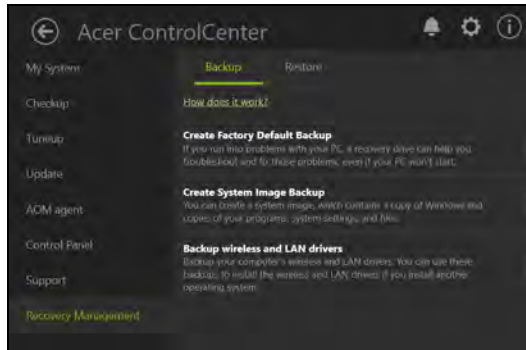 Acer ControlCenter
My System
Checkup
Tuneup
Update
AOM agent
Control Panel
Support
Recovery Management
Backup
Restore
How does it work?
Create Factory Default Backup
If you run into problems with your PC, a recovery drive can help you
troubleshoot and fix those problems, even if your PC won't start.
Create System Image Backup
You can create a system image, which contains a copy of Windows and
copies of your programs, system settings, and files.
Backup wireless and LAN drivers
Backup your computer's wireless and LAN drivers. You can use these
backups to install the wireless and LAN drivers if you install another
operating system.